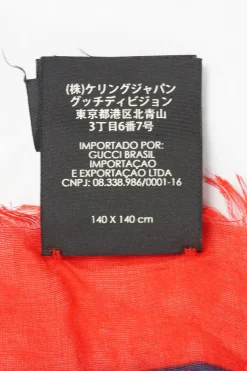 (株)ケリングジャパン
グッチディビジョン
東京都港区北青山
3丁目6番7号
IMPORTADO POR:
GUCCI BRASIL
IMPORTAÇAO
E EXPORTAÇÃO LTDA
CNPJ: 08.338.986/0001-16
140 X 140 cm